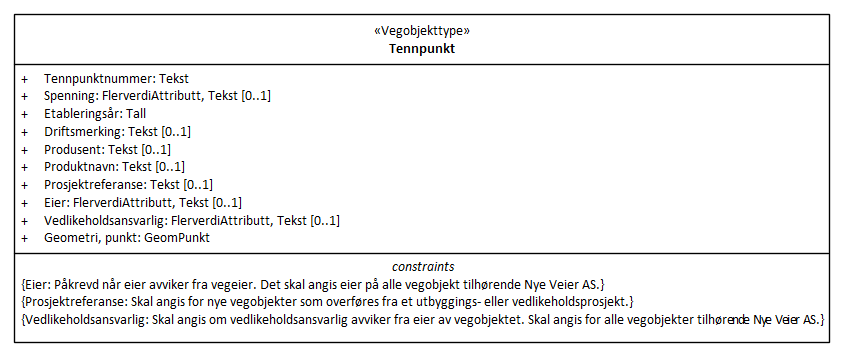 «Vegobjekttype»
Tennpunkt
+ Tennpunktnummer: Tekst
+ Spenning: FlerverdiAttributt, Tekst [0..1]
+ Etableringsår: Tall
+ Driftsmerking: Tekst [0..1]
+ Produsent: Tekst [0..1]
+ Produktnavn: Tekst [0..1]
+ Prosjektreferanse: Tekst [0..1]
+ Eier: FlerverdiAttributt, Tekst [0..1]
+ Vedlikeholdsansvarlig: FlerverdiAttributt, Tekst [0..1]
+ Geometri, punkt: GeomPunkt
constraints
{Eier: Påkrevd når eier avviker fra vegeier. Det skal angis eier på alle vegobjekt tilhørende Nye Veier AS.}
{Prosjektreferanse: Skal angis for nye vegobjekter som overføres fra et utbyggings- eller vedlikeholdsprosjekt.}
{Vedlikeholdsansvarlig: Skal angis om vedlikeholdsansvarlig avviker fra eier av vegobjektet. Skal angis for alle vegobjekter tilhørende Nye Veier AS.}